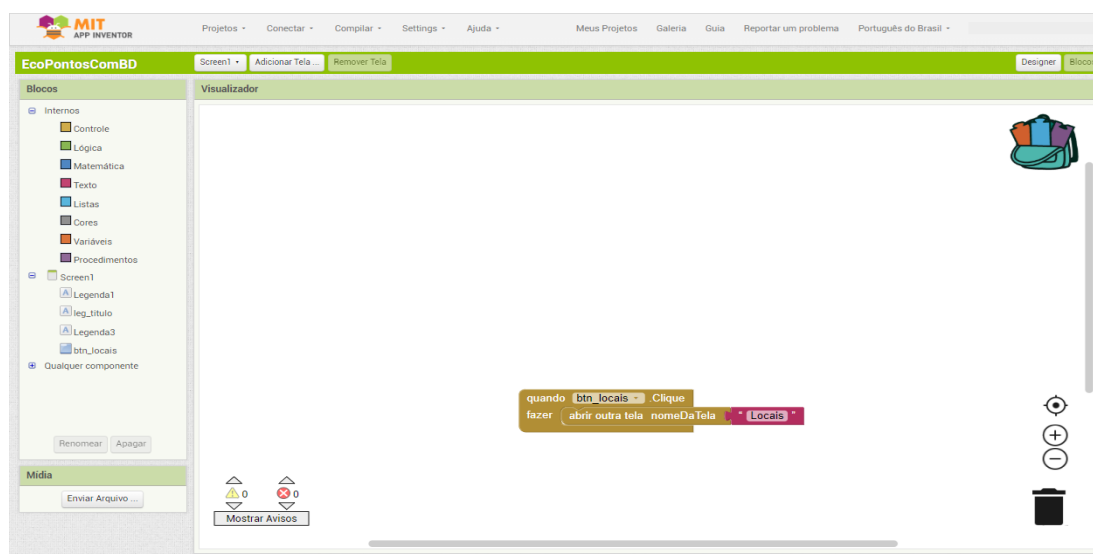 MIT
APP INVENTOR
Projetos Conectar Compilar Settings Ajuda Meus Projetos Galeria Guia Reportar um problema Português do Brasil
EcoPontosComBD Screen1 Adicionar Tela ... Remover Tela Designer Blocos
Blocos Visualizador
Internos
Controle
Lógica
Matemática
Texto
Listas
Cores
Variáveis
Procedimentos
Screen1
A Legenda1
A leg_titulo
A Legenda3
btn_locais
Qualquer componente
quando btn_locais .Clique
fazer abrir outra tela nomeDaTela " Locais "
Renomear Apagar
Mídia
Enviar Arquivo ...
0 0
Mostrar Avisos